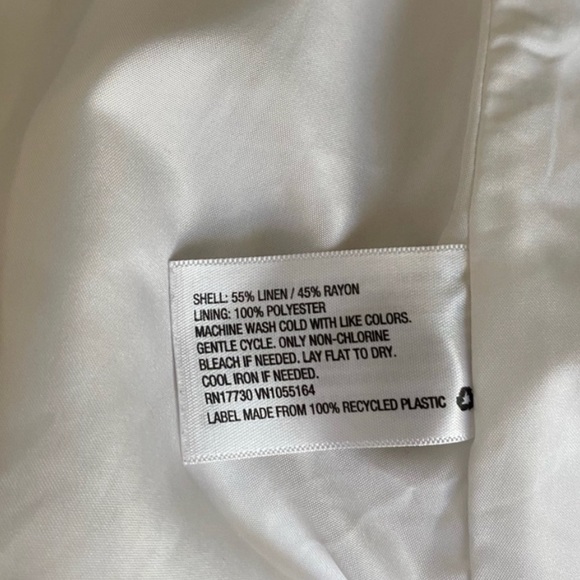 SHELL: 55% LINEN / 45% RAYON
LINING: 100% POLYESTER
MACHINE WASH COLD WITH LIKE COLORS.
GENTLE CYCLE. ONLY NON-CHLORINE
BLEACH IF NEEDED. LAY FLAT TO DRY.
COOL IRON IF NEEDED.
RN17730 VN1055164
LABEL MADE FROM 100% RECYCLED PLASTIC